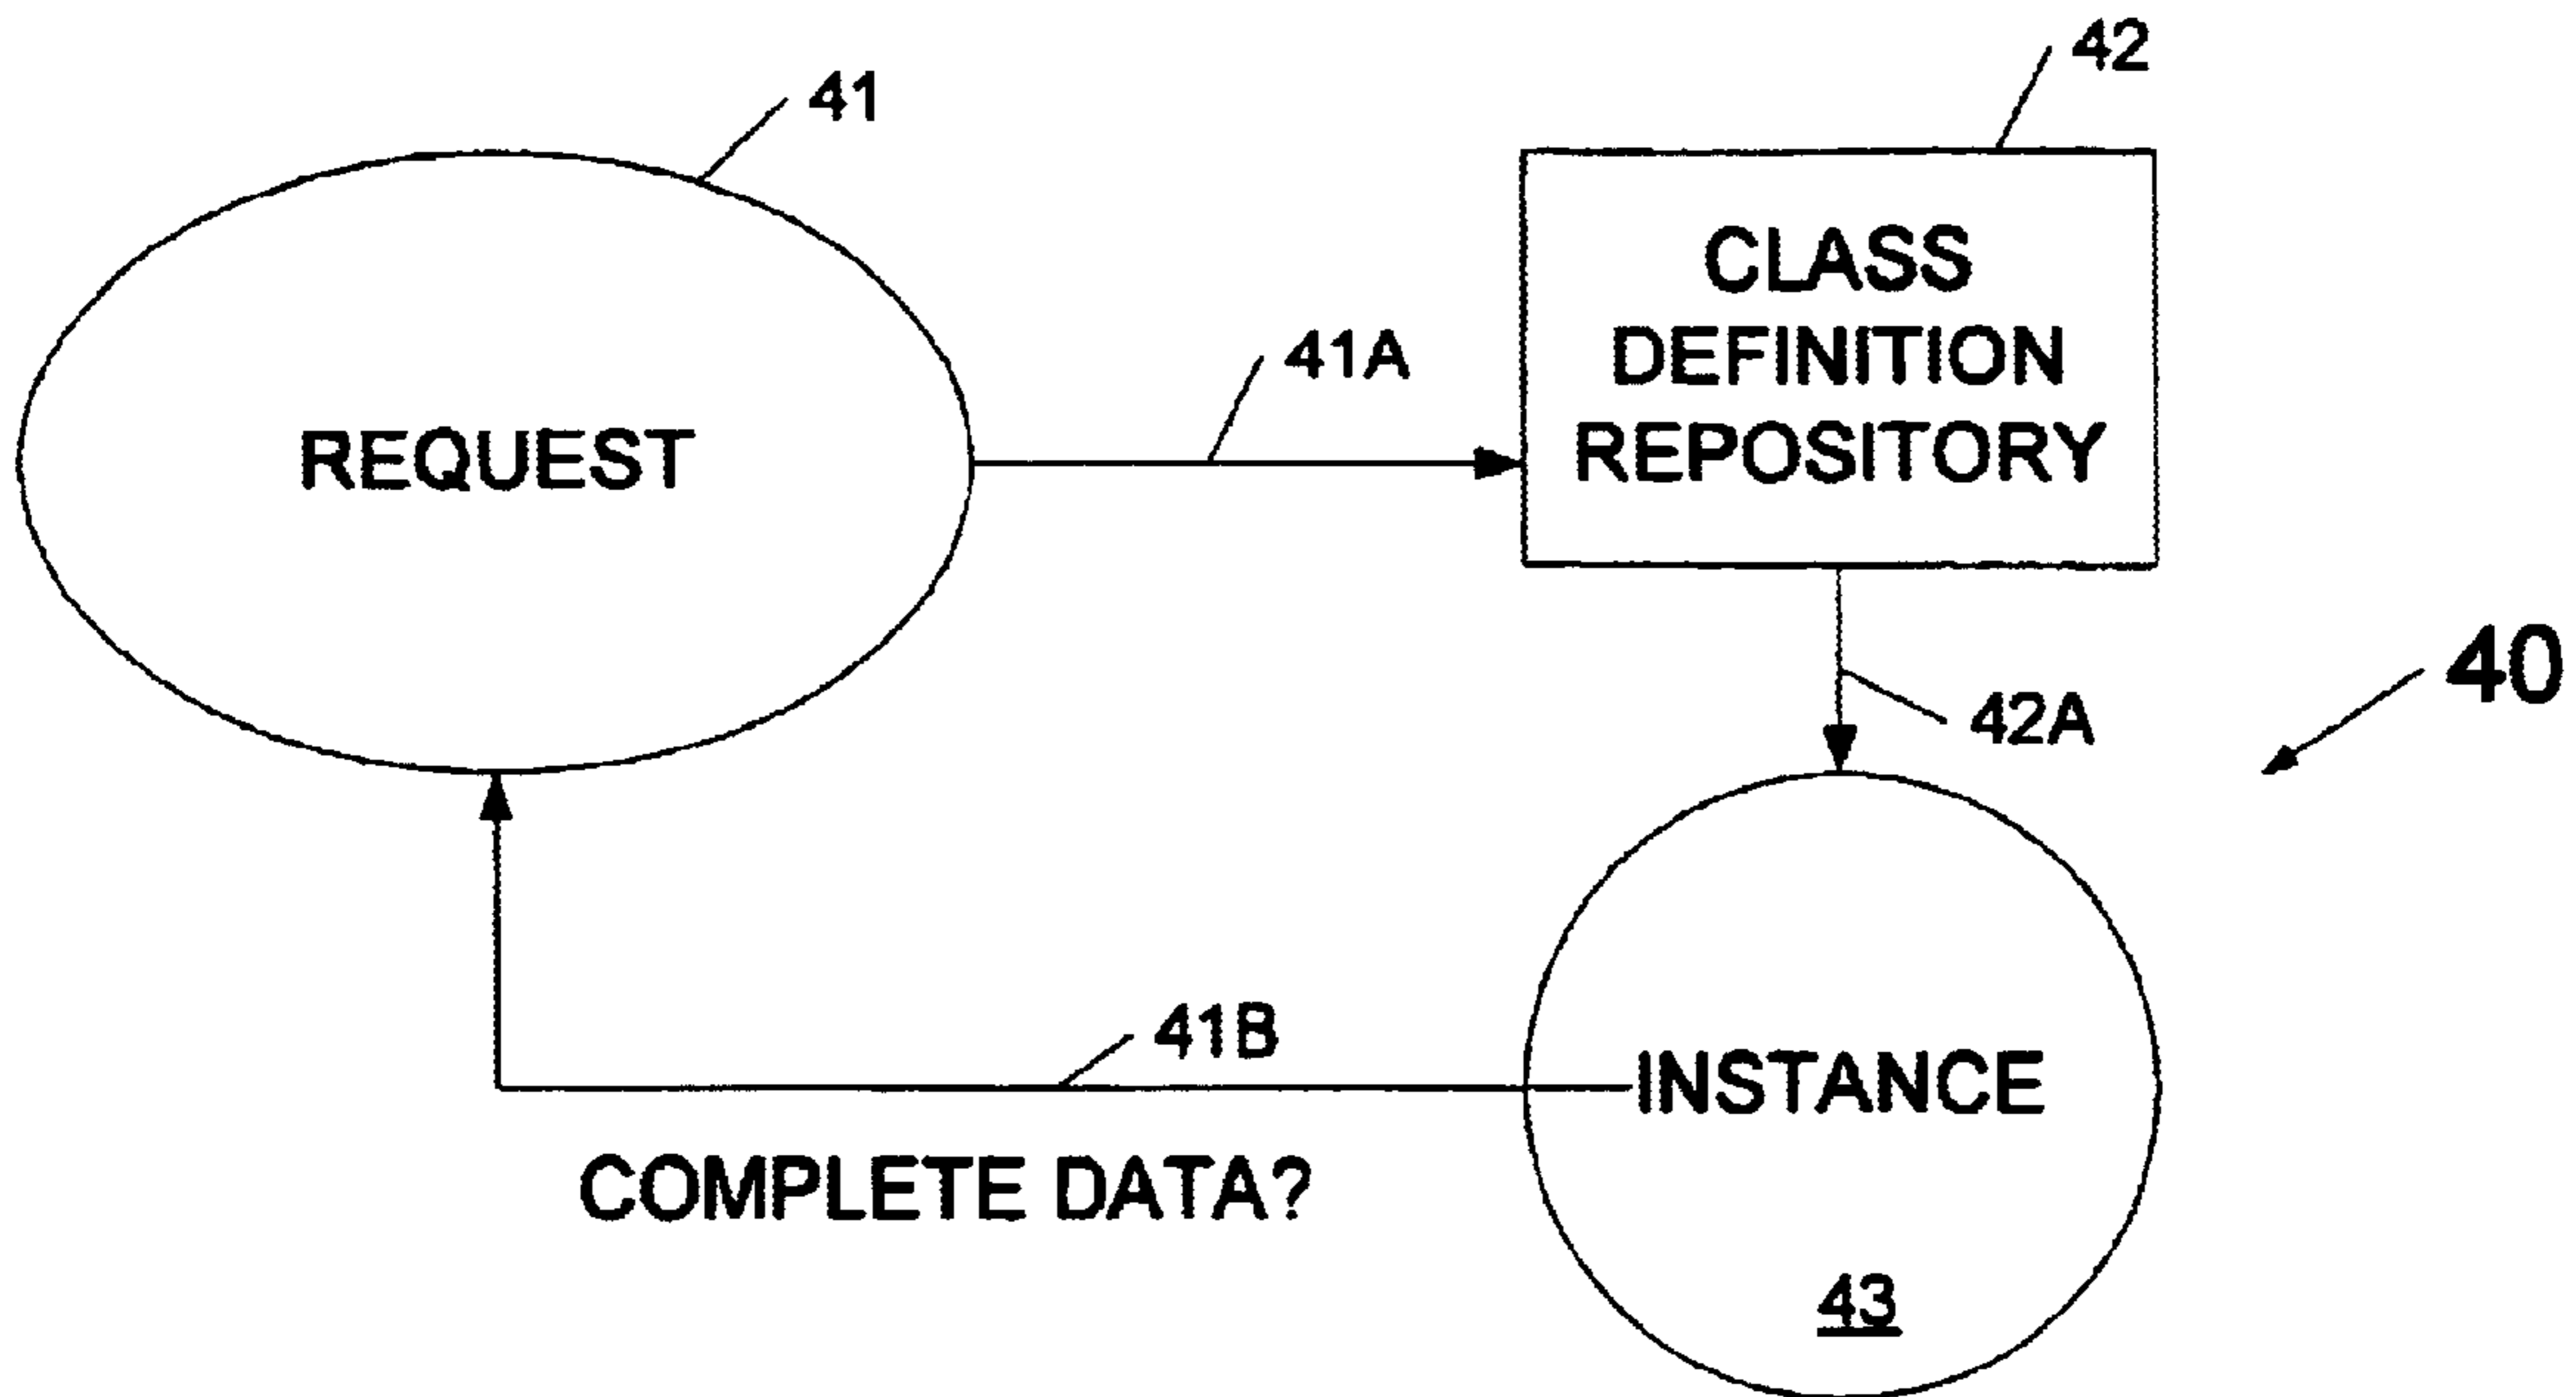 42
41
CLASS
DEFINITION
REPOSITORY
41A
REQUEST
40
42A
41B
INSTANCE
COMPLETE DATA?
43